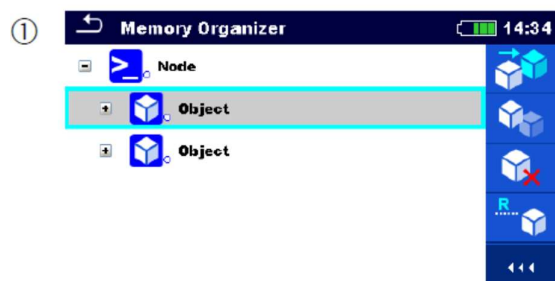 ①
Memory Organizer 14:34
>_ Node
Object
Object
R